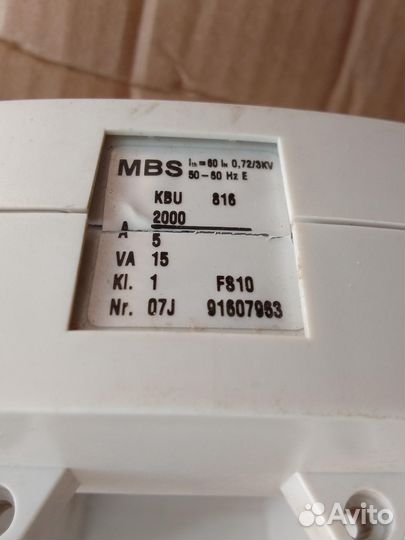 MBS Ith=60 IN 0,72/3KV
50-60 Hz E
KBU 816
2000
A 5
VA 15
Kl. 1 FS10
Nr. 07J 91607963
Avito